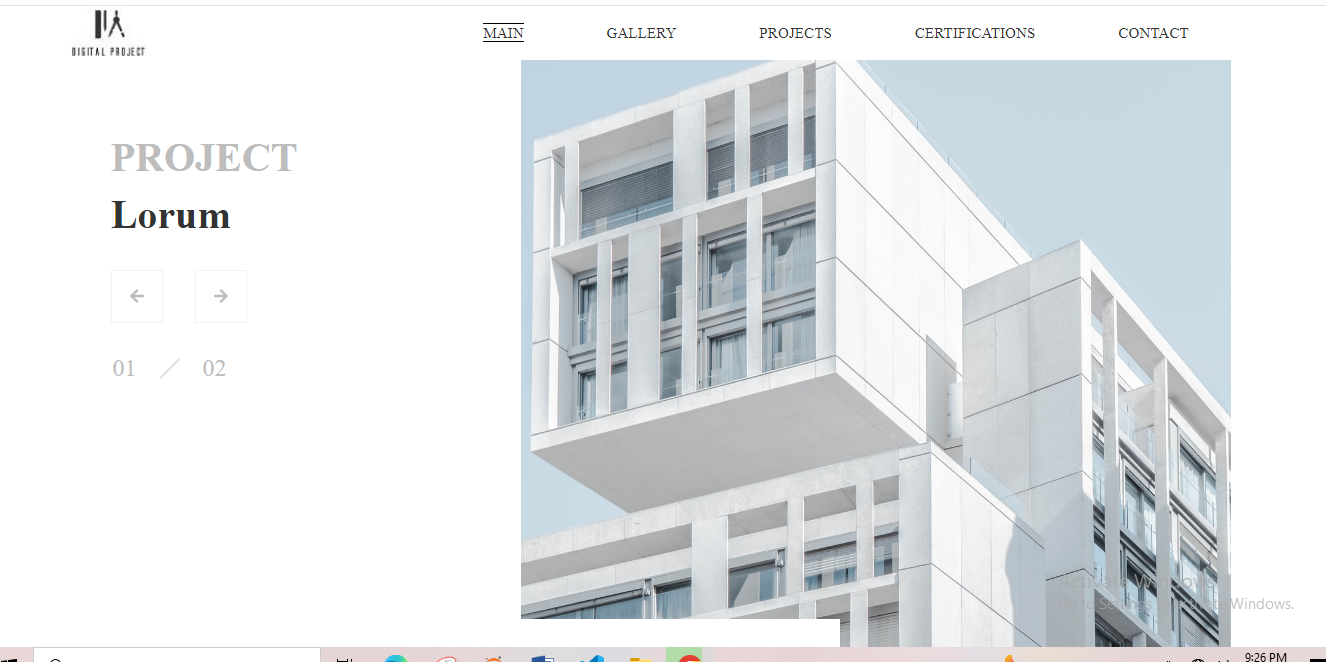 DIGITAL PROJECT
MAIN GALLERY PROJECTS CERTIFICATIONS CONTACT
PROJECT
Lorum
01 / 02
Activate Windows
Go to Settings to activate Windows.
9:26 PM